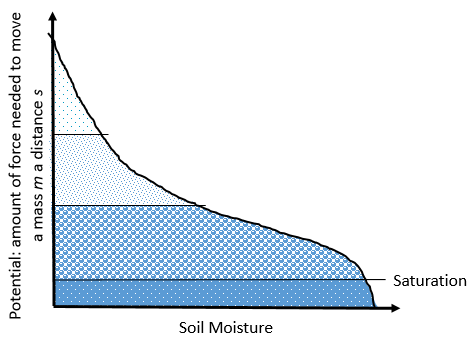 Potential: amount of force needed to move
a mass m a distance s
Saturation
Soil Moisture